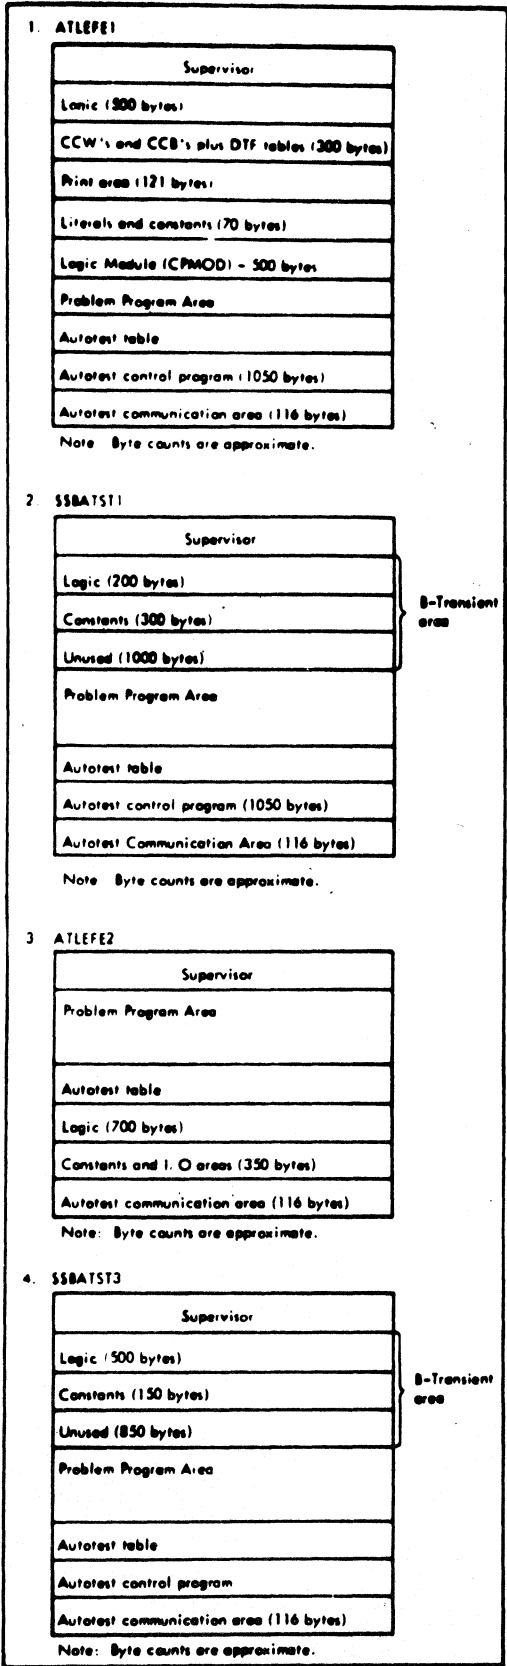 1. ATLEFE1
Supervisor
Logic (500 bytes)
CCW's and CCB's plus DTF tables (300 bytes)
Print area (121 bytes)
Literals and constants (70 bytes)
Logic Module (CPMOD) - 500 bytes
Problem Program Area
Autotest table
Autotest control program (1050 bytes)
Autotest communication area (116 bytes)
Note Byte counts are approximate.
2. $$BATST1
Supervisor
Logic (200 bytes)
Constants (300 bytes)
Unused (1000 bytes)
B-Transient
area
Problem Program Area
Autotest table
Autotest control program (1050 bytes)
Autotest Communication Area (116 bytes)
Note Byte counts are approximate.
3 ATLEFE2
Supervisor
Problem Program Area
Autotest table
Logic (700 bytes)
Constants and I/O areas (350 bytes)
Autotest communication area (116 bytes)
Note: Byte counts are approximate.
4. $$BATST3
Supervisor
Logic (500 bytes)
Constants (150 bytes)
Unused (850 bytes)
B-Transient
area
Problem Program Area
Autotest table
Autotest control program
Autotest communication area (116 bytes)
Note: Byte counts are approximate.